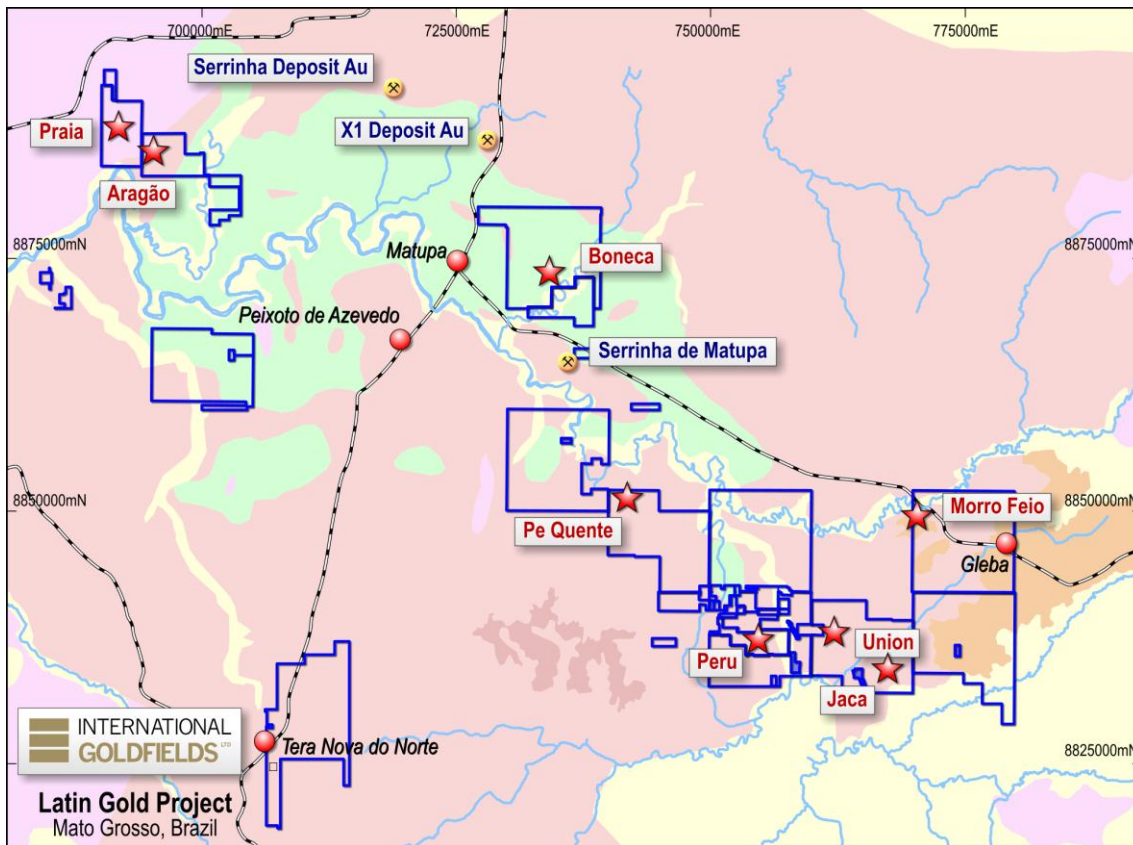 700000mE
725000mE
750000mE
775000mE
Serrinha Deposit Au
X1 Deposit Au
Praia
Aragão
8875000mN
8875000mN
Matupa
Boneca
Peixoto de Azevedo
Serrinha de Matupa
8850000mN
8850000mN
Morro Feio
Pe Quente
Gleba
Peru
Union
Jaca
INTERNATIONAL
GOLDFIELDS LTD
Tera Nova do Norte
8825000mN
Latin Gold Project
Mato Grosso, Brazil